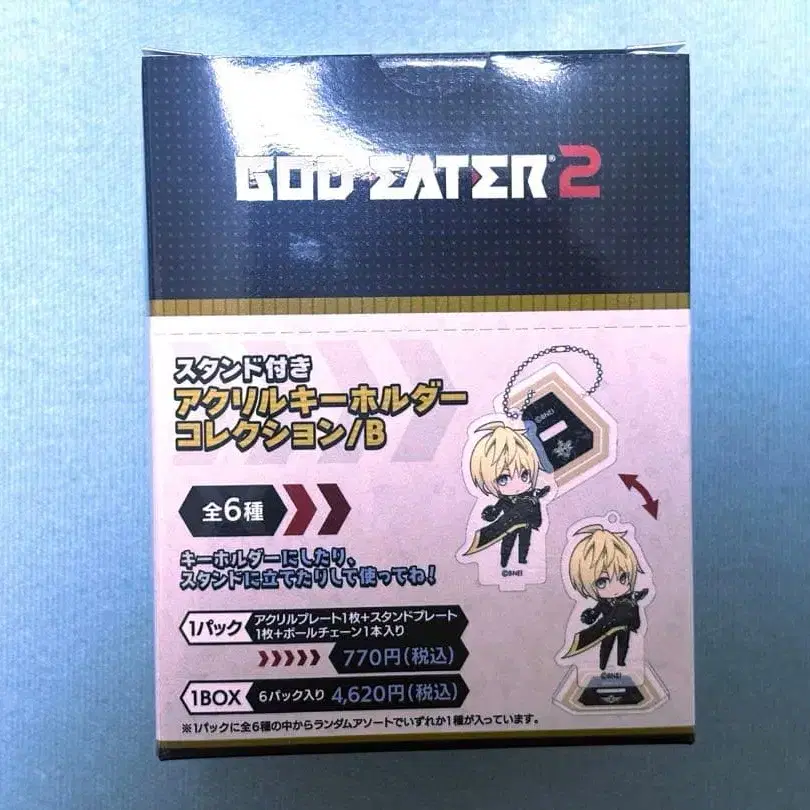 GOD EATER® 2
スタンド付き
アクリルキーホルダー
コレクション/B
全6種
キーホルダーにしたり、
スタンドに立てたりして使ってね!
1パック
アクリルプレート1枚+スタンドプレート
1枚+ボールチェーン1本入り
770円(税込)
1BOX 6パック入り 4,620円(税込)
※1パックに全6種の中からランダムアソートでいずれか1種が入っています。
©BNEI
©BNEI
©BNEI